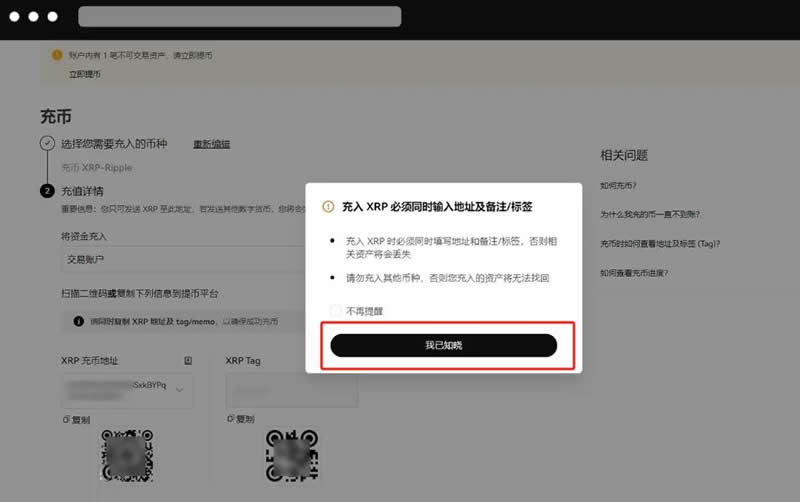 账户内有 1 笔不可交易资产，请立即提币
立即提币
充币
选择您需要充入的币种
重新编辑
充币 XRP-Ripple
2
充值详情
重要信息：您只可发送 XRP 至此地址，若发送其他数字货币，您将会
将资金充入
交易账户
扫描二维码或复制下列信息到提币平台
请同时复制 XRP 地址及 tag/memo，以确保成功充币
XRP 充币地址
SxkBYPq
复制
XRP Tag
复制
充入 XRP 必须同时输入地址及备注/标签
充入 XRP 时必须同时填写地址和备注/标签，否则相
关资产将会丢失
请勿充入其他币种，否则您充入的资产将无法找回
不再提醒
我已知晓
相关问题
如何充币？
为什么我充的币一直不到账？
充币时如何查看地址及标签 (Tag)？
如何查看充币进度？